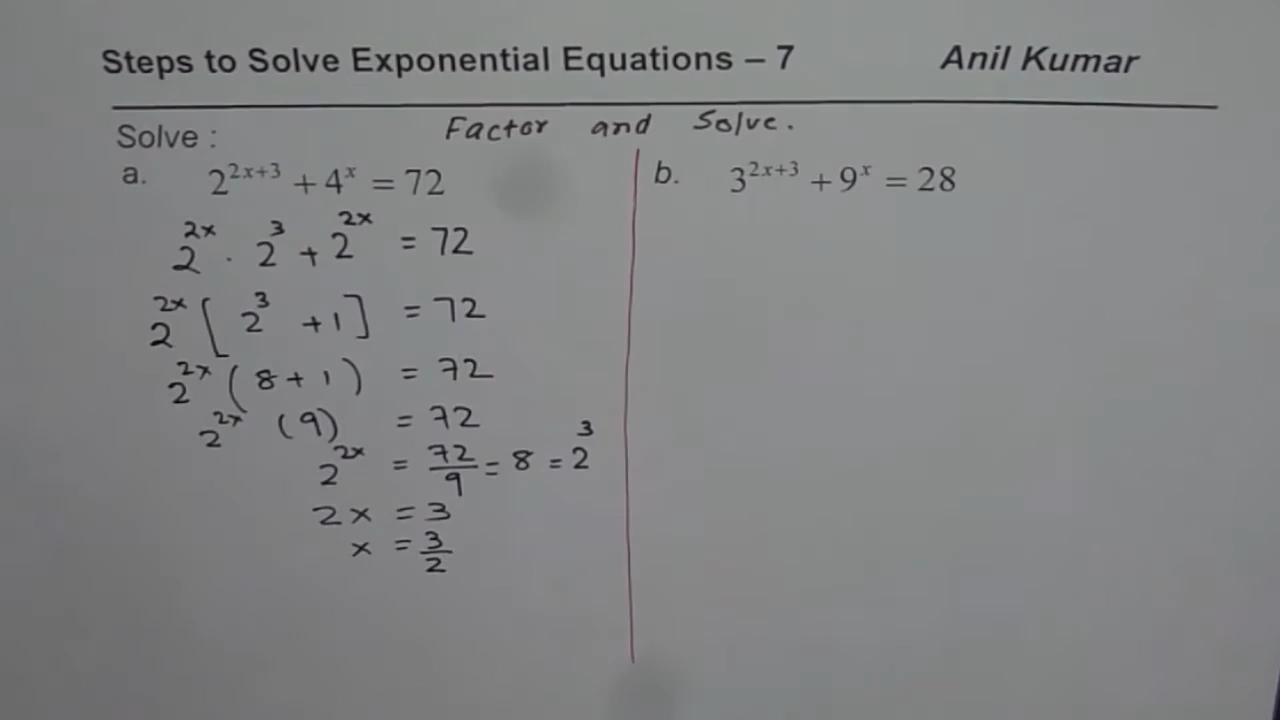 Steps to Solve Exponential Equations – 7 Anil Kumar
Solve : Factor and Solve.
a. 2^{2x+3} + 4^x = 72
2^{2x} · 2^3 + 2^{2x} = 72
2^{2x} [ 2^3 + 1 ] = 72
2^{2x} ( 8 + 1 ) = 72
2^{2x} (9) = 72
2^{2x} = 72/9 = 8 = 2^3
2x = 3
x = 3/2
b. 3^{2x+3} + 9^x = 28